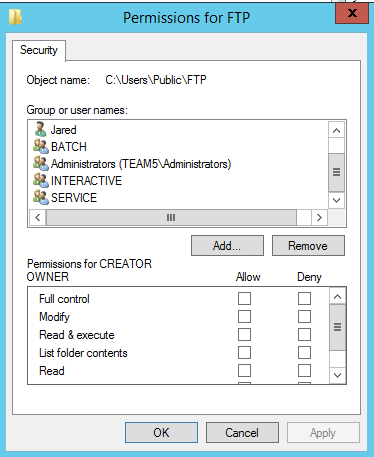 Permissions for FTP
x
Security
Object name: C:\Users\Public\FTP
Group or user names:
Jared
BATCH
Administrators (TEAM5\Administrators)
INTERACTIVE
SERVICE
Add...
Remove
Permissions for CREATOR
OWNER Allow Deny
Full control
Modify
Read & execute
List folder contents
Read
OK
Cancel
Apply